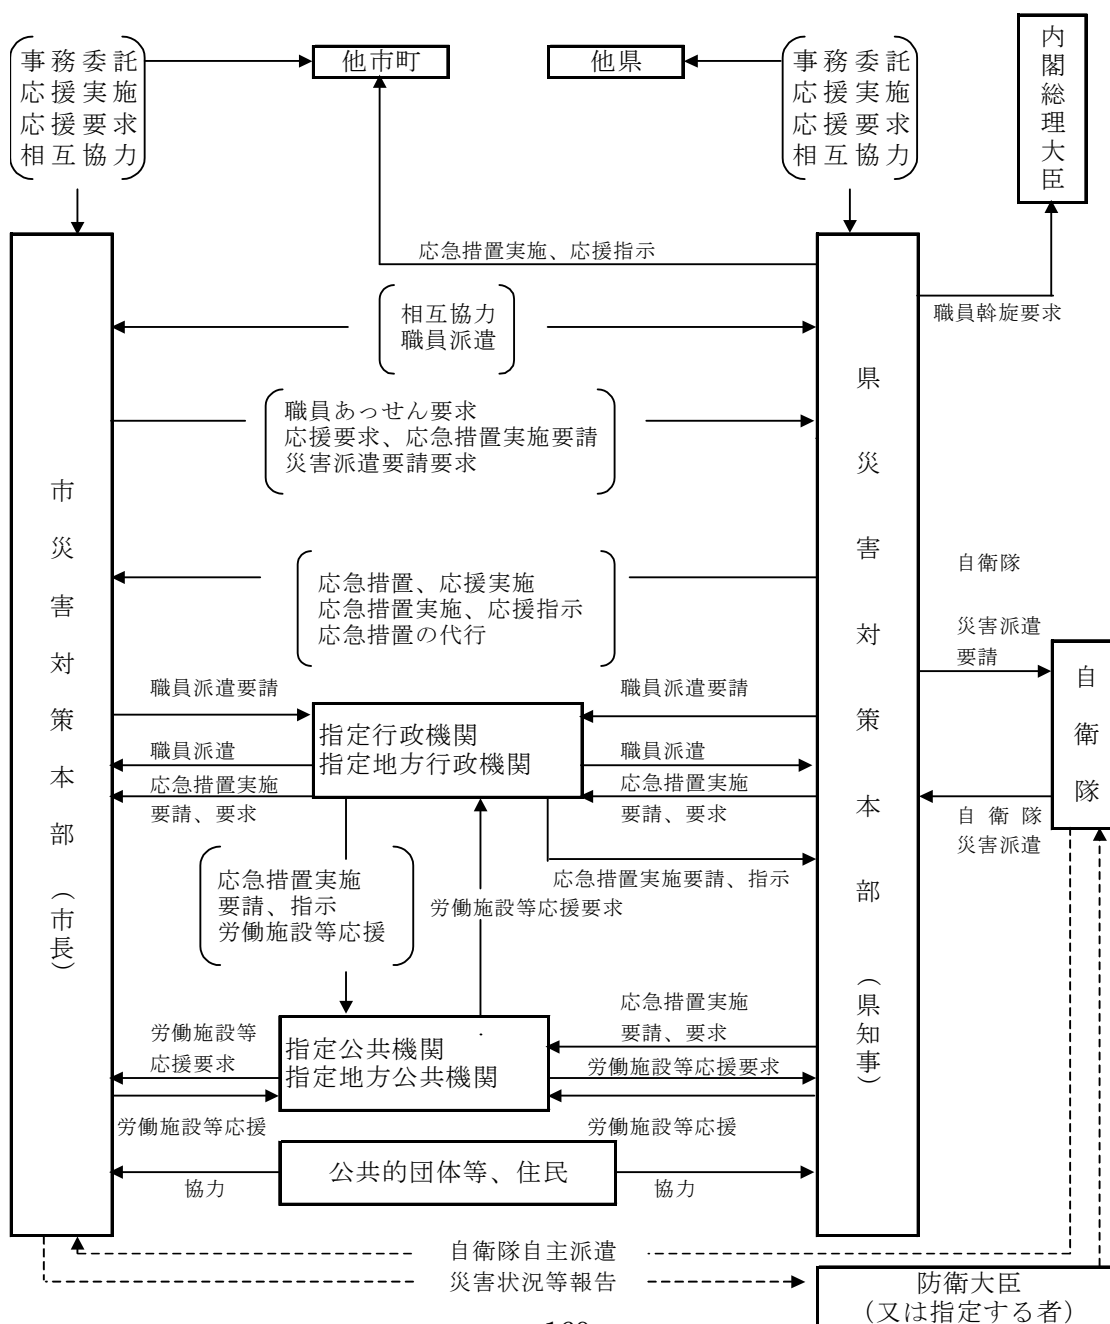 事務委託
応援実施
応援要求
相互協力
他市町
他県
事務委託
応援実施
応援要求
相互協力
内閣総理大臣
応急措置実施、応援指示
職員斡旋要求
相互協力
職員派遣
職員あっせん要求
応援要求、応急措置実施要請
災害派遣要請要求
市災害対策本部（市長）
県災害対策本部（県知事）
応急措置、応援実施
応急措置実施、応援指示
応急措置の代行
自衛隊
災害派遣
要請
自衛隊
職員派遣要請
職員派遣要請
指定行政機関
指定地方行政機関
職員派遣
職員派遣
応急措置実施
要請、要求
応急措置実施
要請、要求
自衛隊
災害派遣
応急措置実施
要請、指示
労働施設等応援
労働施設等応援要求
応急措置実施要請、指示
応急措置実施
要請、要求
労働施設等
応援要求
指定公共機関
指定地方公共機関
労働施設等応援要求
労働施設等応援
労働施設等応援
公共的団体等、住民
協力
協力
自衛隊自主派遣
災害状況等報告
防衛大臣
（又は指定する者）